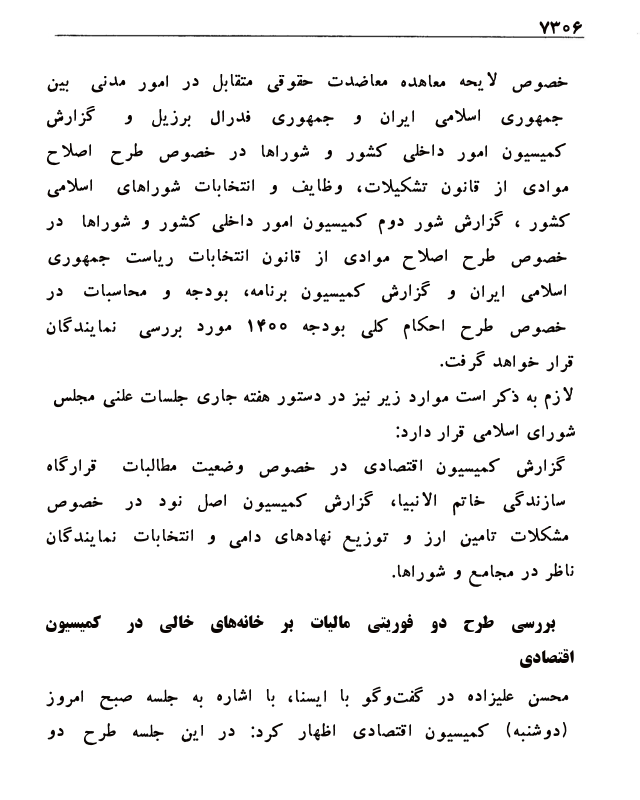 ۷۳۰۶
خصوص لایحه معاهده معاضدت حقوقی متقابل در امور مدنی بین
جمهوری اسلامی ایران و جمهوری فدرال برزیل و گزارش
کمیسیون امور داخلی کشور و شوراها در خصوص طرح اصلاح
موادی از قانون تشکیلات، وظایف و انتخابات شوراهای اسلامی
کشور ، گزارش شور دوم کمیسیون امور داخلی کشور و شوراها در
خصوص طرح اصلاح موادی از قانون انتخابات ریاست جمهوری
اسلامی ایران و گزارش کمیسیون برنامه، بودجه و محاسبات در
خصوص طرح احکام کلی بودجه ۱۴۰۰ مورد بررسی نمایندگان
قرار خواهد گرفت.
لازم به ذکر است موارد زیر نیز در دستور هفته جاری جلسات علنی مجلس
شورای اسلامی قرار دارد:
گزارش کمیسیون اقتصادی در خصوص وضعیت مطالبات قرارگاه
سازندگی خاتم الانبیا، گزارش کمیسیون اصل نود در خصوص
مشکلات تامین ارز و توزیع نهادهای دامی و انتخابات نمایندگان
ناظر در مجامع و شوراها.
بررسی طرح دو فوریتی مالیات بر خانه‌های خالی در کمیسیون
اقتصادی
محسن علیزاده در گفت‌وگو با ایسنا، با اشاره به جلسه صبح امروز
(دوشنبه) کمیسیون اقتصادی اظهار کرد: در این جلسه طرح دو